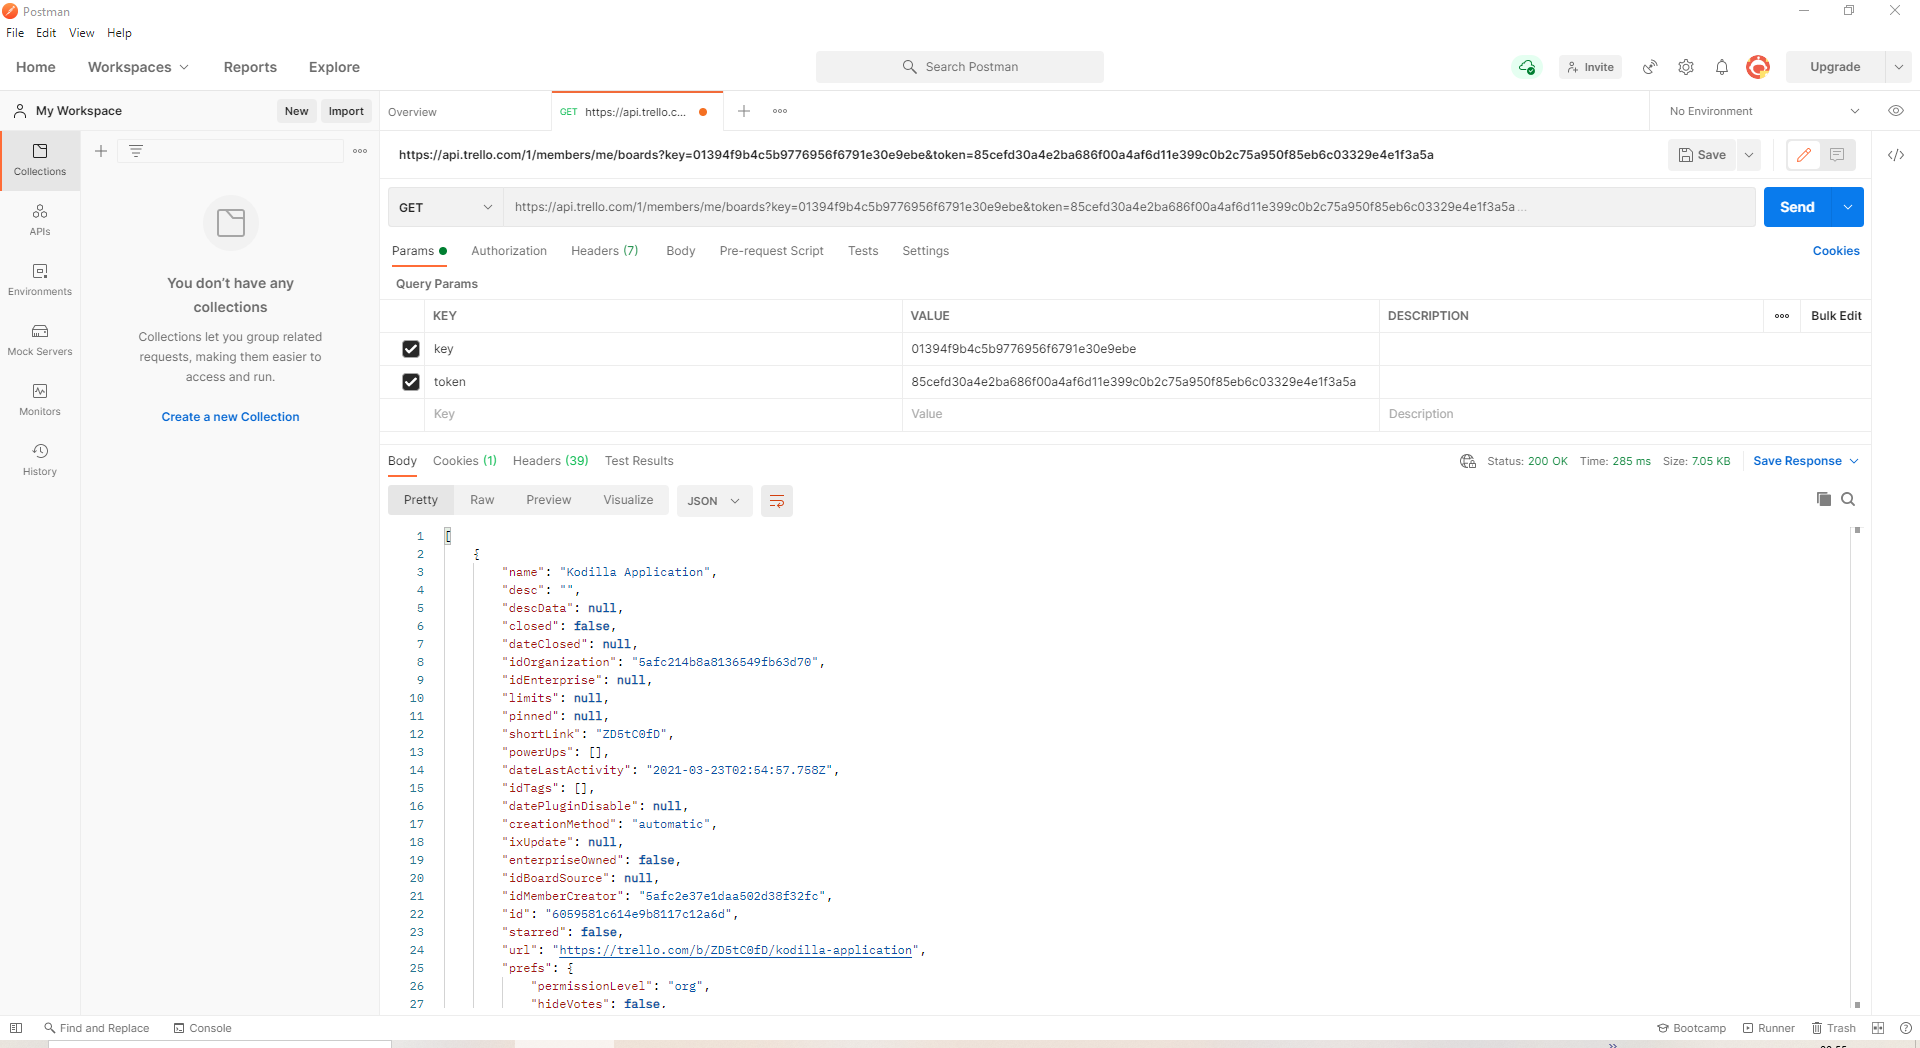 Postman
File Edit View Help
Home Workspaces Reports Explore
Search Postman
Invite
Upgrade
My Workspace
New
Import
Overview
GET https://api.trello.c...
No Environment
Collections
APIs
Environments
Mock Servers
Monitors
History
You don't have any
collections
Collections let you group related
requests, making them easier to
access and run.
Create a new Collection
https://api.trello.com/1/members/me/boards?key=01394f9b4c5b9776956f6791e30e9ebe&token=85cefd30a4e2ba686f00a4af6d11e399c0b2c75a950f85eb6c03329e4e1f3a5a
Save
GET
https://api.trello.com/1/members/me/boards?key=01394f9b4c5b9776956f6791e30e9ebe&token=85cefd30a4e2ba686f00a4af6d11e399c0b2c75a950f85eb6c03329e4e1f3a5a ...
Send
Params Authorization Headers (7) Body Pre-request Script Tests Settings
Cookies
Query Params
KEY VALUE DESCRIPTION Bulk Edit
key 01394f9b4c5b9776956f6791e30e9ebe
token 85cefd30a4e2ba686f00a4af6d11e399c0b2c75a950f85eb6c03329e4e1f3a5a
Key Value Description
Body Cookies (1) Headers (39) Test Results
Status: 200 OK Time: 285 ms Size: 7.05 KB Save Response
Pretty Raw Preview Visualize JSON
1 [
2 {
3 "name": "Kodilla Application",
4 "desc": "",
5 "descData": null,
6 "closed": false,
7 "dateClosed": null,
8 "idOrganization": "5afc214b8a8136549fb63d70",
9 "idEnterprise": null,
10 "limits": null,
11 "pinned": null,
12 "shortLink": "ZD5tC0fD",
13 "powerUps": [],
14 "dateLastActivity": "2021-03-23T02:54:57.758Z",
15 "idTags": [],
16 "datePluginDisable": null,
17 "creationMethod": "automatic",
18 "ixUpdate": null,
19 "enterpriseOwned": false,
20 "idBoardSource": null,
21 "idMemberCreator": "5afc2e37e1daa502d38f32fc",
22 "id": "6059581c614e9b8117c12a6d",
23 "starred": false,
24 "url": "https://trello.com/b/ZD5tC0fD/kodilla-application",
25 "prefs": {
26 "permissionLevel": "org",
27 "hideVotes": false,
Find and Replace Console
Bootcamp Runner Trash